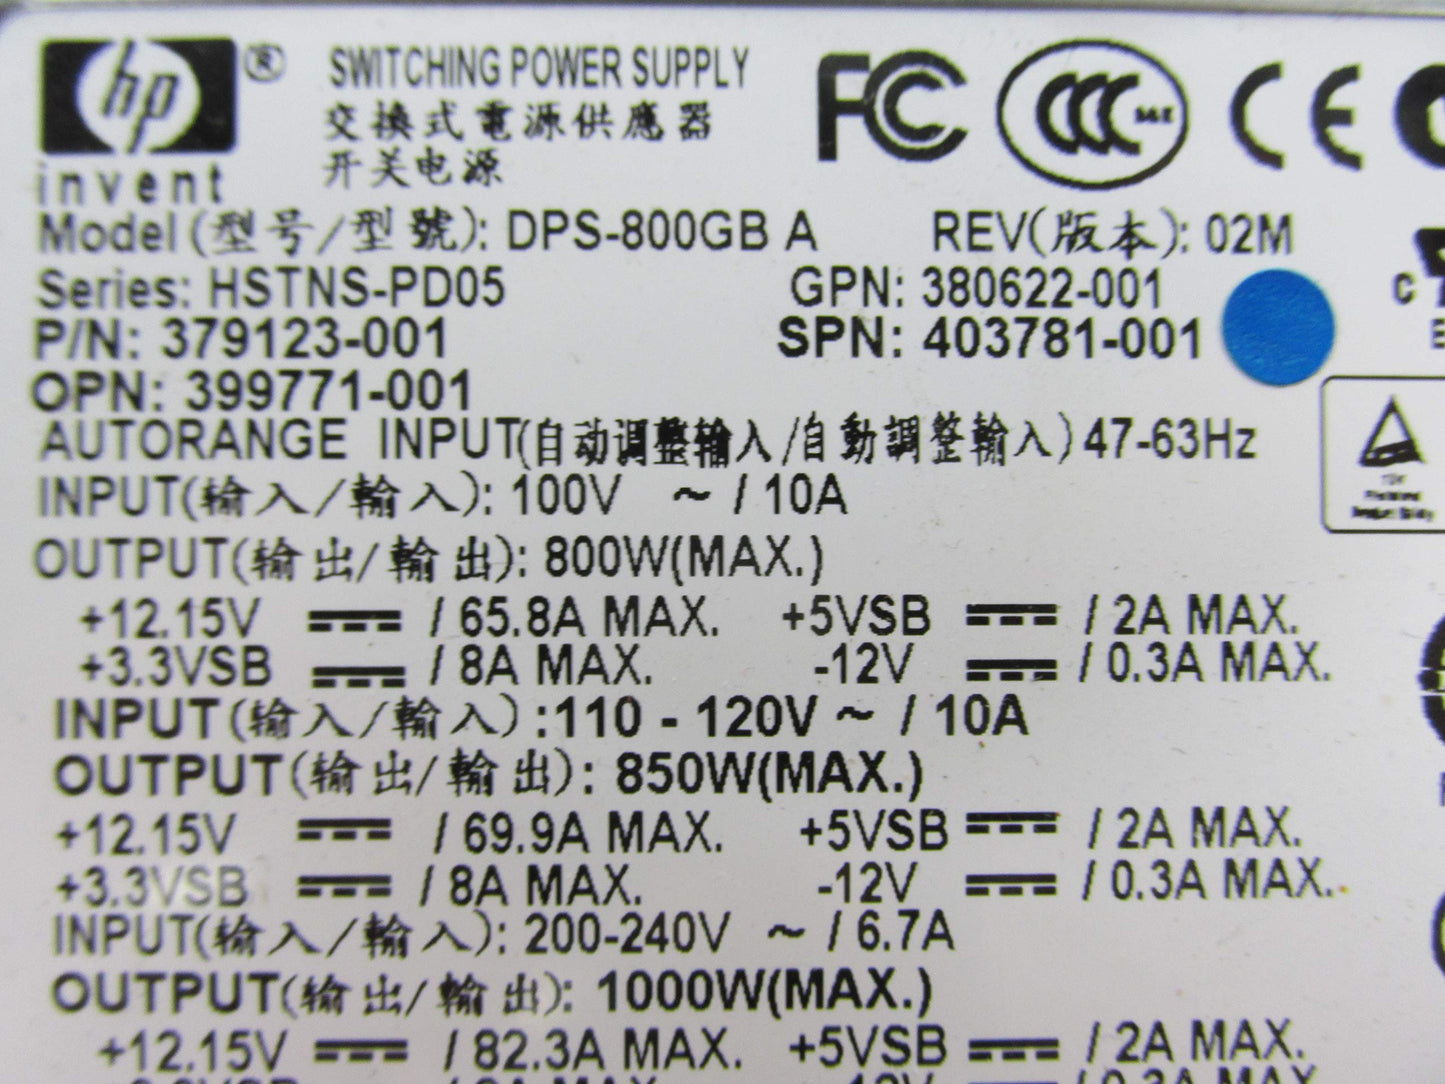 hp ® SWITCHING POWER SUPPLY FC CCC S&E CE
交換式電源供應器
invent 开关电源
Model(型号/型號): DPS-800GB A REV(版本): 02M
Series: HSTNS-PD05 GPN: 380622-001
P/N: 379123-001 SPN: 403781-001
OPN: 399771-001
AUTORANGE INPUT(自动调整输入/自動調整輸入) 47-63Hz
INPUT(输入/輸入): 100V ~ / 10A
OUTPUT(输出/輸出): 800W(MAX.)
+12.15V / 65.8A MAX. +5VSB / 2A MAX.
+3.3VSB / 8A MAX. -12V / 0.3A MAX.
INPUT(输入/輸入) :110 - 120V ~ / 10A
OUTPUT(输出/輸出): 850W(MAX.)
+12.15V / 69.9A MAX. +5VSB / 2A MAX.
+3.3VSB / 8A MAX. -12V / 0.3A MAX.
INPUT(输入/輸入): 200-240V ~ / 6.7A
OUTPUT(输出/輸出): 1000W(MAX.)
+12.15V / 82.3A MAX. +5VSB / 2A MAX.